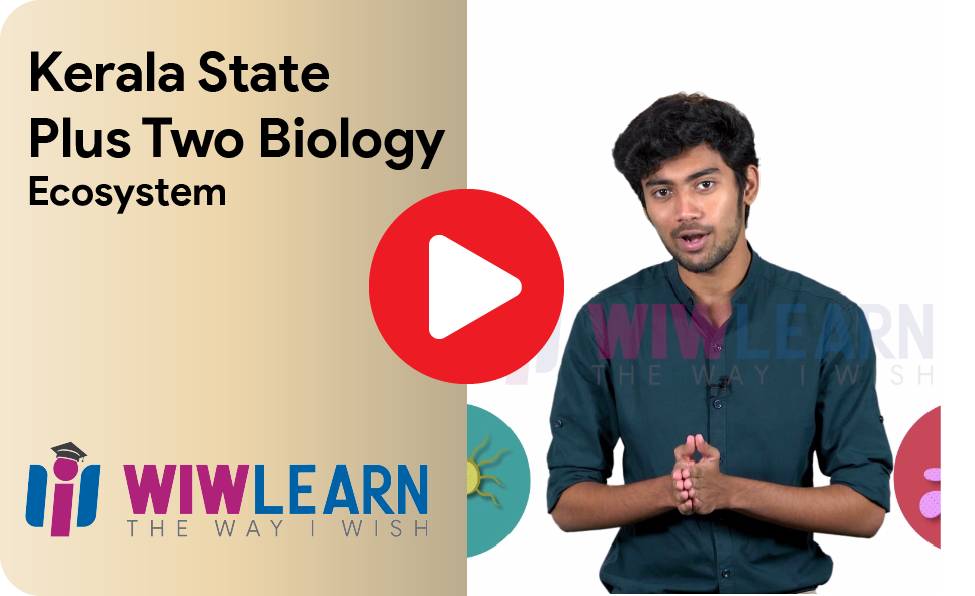 Kerala State
Plus Two Biology
Ecosystem
WIWLEARN
THE WAY I WISH
WIWLEARN
THE WAY I WISH